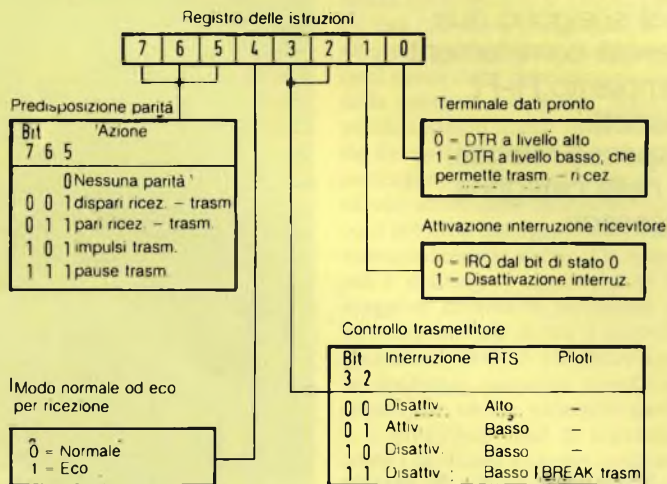 Registro delle istruzioni
7 6 5 4 3 2 1 0
Predisposizione parità
Bit Azione
7 6 5
0 Nessuna parità
0 0 1 dispari ricez. – trasm
0 1 1 pari ricez. – trasm.
1 0 1 impulsi trasm.
1 1 1 pause trasm.
Modo normale od eco
per ricezione
0 = Normale
1 = Eco
Terminale dati pronto
0 = DTR a livello alto
1 = DTR a livello basso, che
permette trasm. – ricez.
Attivazione interruzione ricevitore
0 = IRQ dal bit di stato 0
1 = Disattivazione interruz.
Controllo trasmettitore
Bit Interruzione RTS Piloti
3 2
0 0 Disattiv. Alto –
0 1 Attiv. Basso –
1 0 Disattiv. Basso –
1 1 Disattiv. Basso BREAK trasm